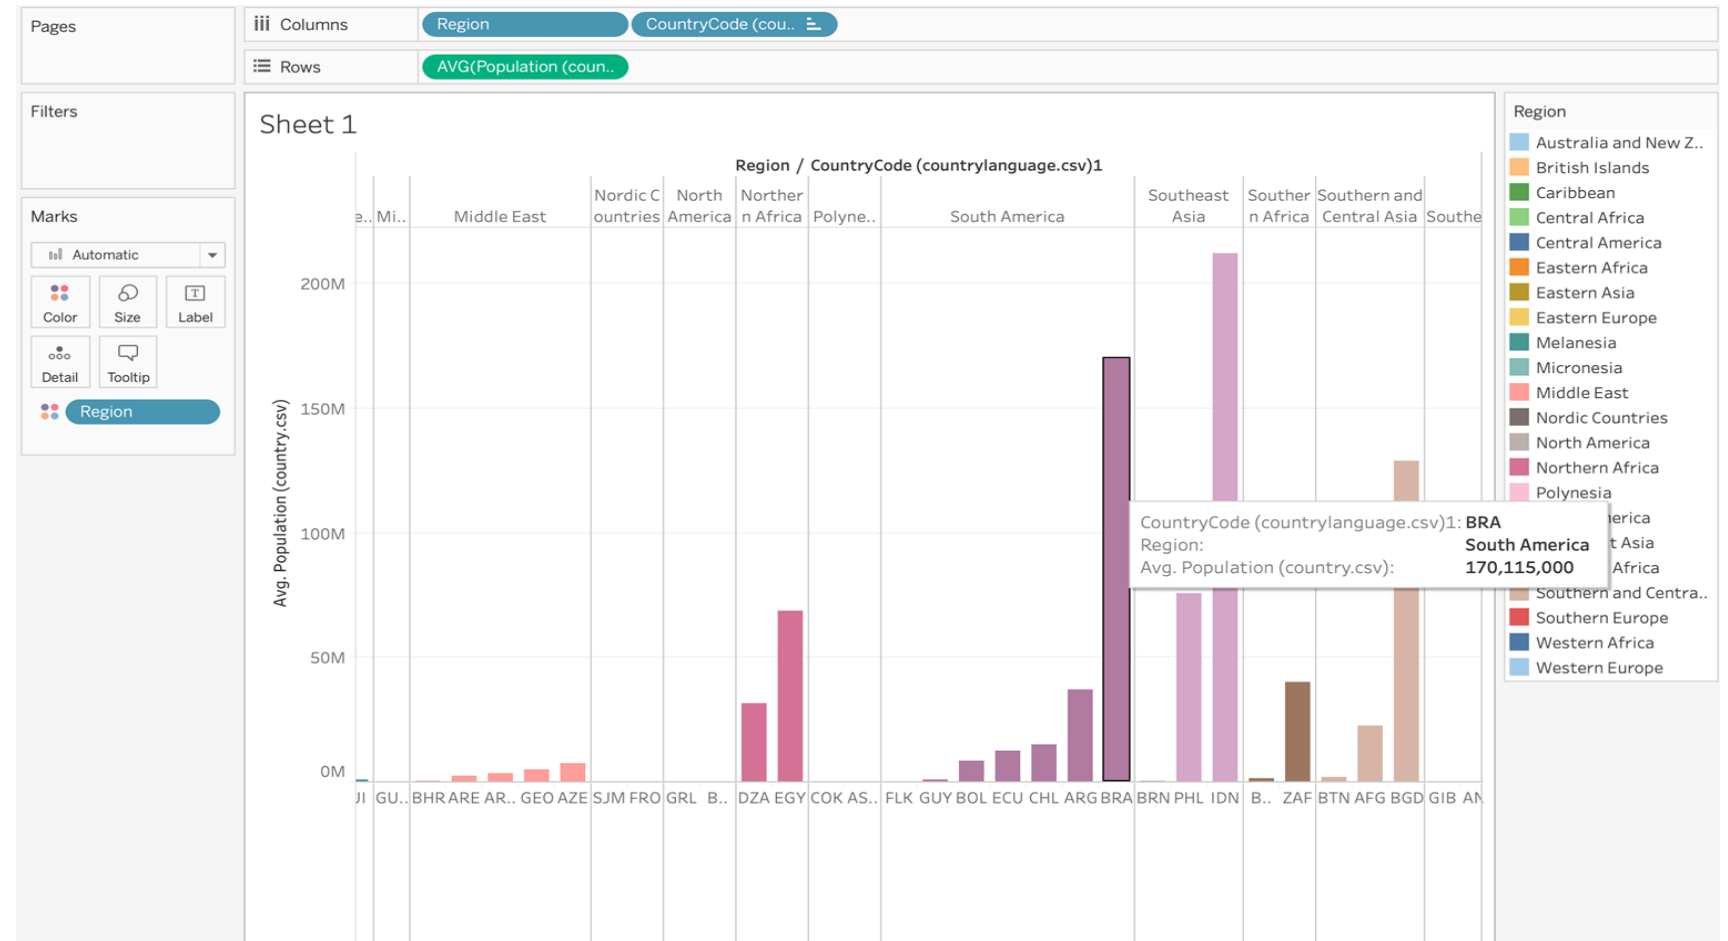 Pages
Columns
Region
CountryCode (cou..
Rows
AVG(Population (coun..
Filters
Marks
Automatic
Color
Size
Label
Detail
Tooltip
Region
Sheet 1
Region / CountryCode (countrylanguage.csv)1
e..
Mi..
Middle East
Nordic C
ountries
North
America
Norther
n Africa
Polyne..
South America
Southeast
Asia
Souther
n Africa
Southern and
Central Asia
Southe
Avg. Population (country.csv)
200M
150M
100M
50M
0M
JI GU.. BHR ARE AR.. GEO AZE SJM FRO GRL B.. DZA EGY COK AS.. FLK GUY BOL ECU CHL ARG BRA BRN PHL IDN B.. ZAF BTN AFG BGD GIB AN
CountryCode (countrylanguage.csv)1: BRA
Region: South America
Avg. Population (country.csv): 170,115,000
Region
Australia and New Z..
British Islands
Caribbean
Central Africa
Central America
Eastern Africa
Eastern Asia
Eastern Europe
Melanesia
Micronesia
Middle East
Nordic Countries
North America
Northern Africa
Polynesia
erica
t Asia
Africa
Southern and Centra..
Southern Europe
Western Africa
Western Europe